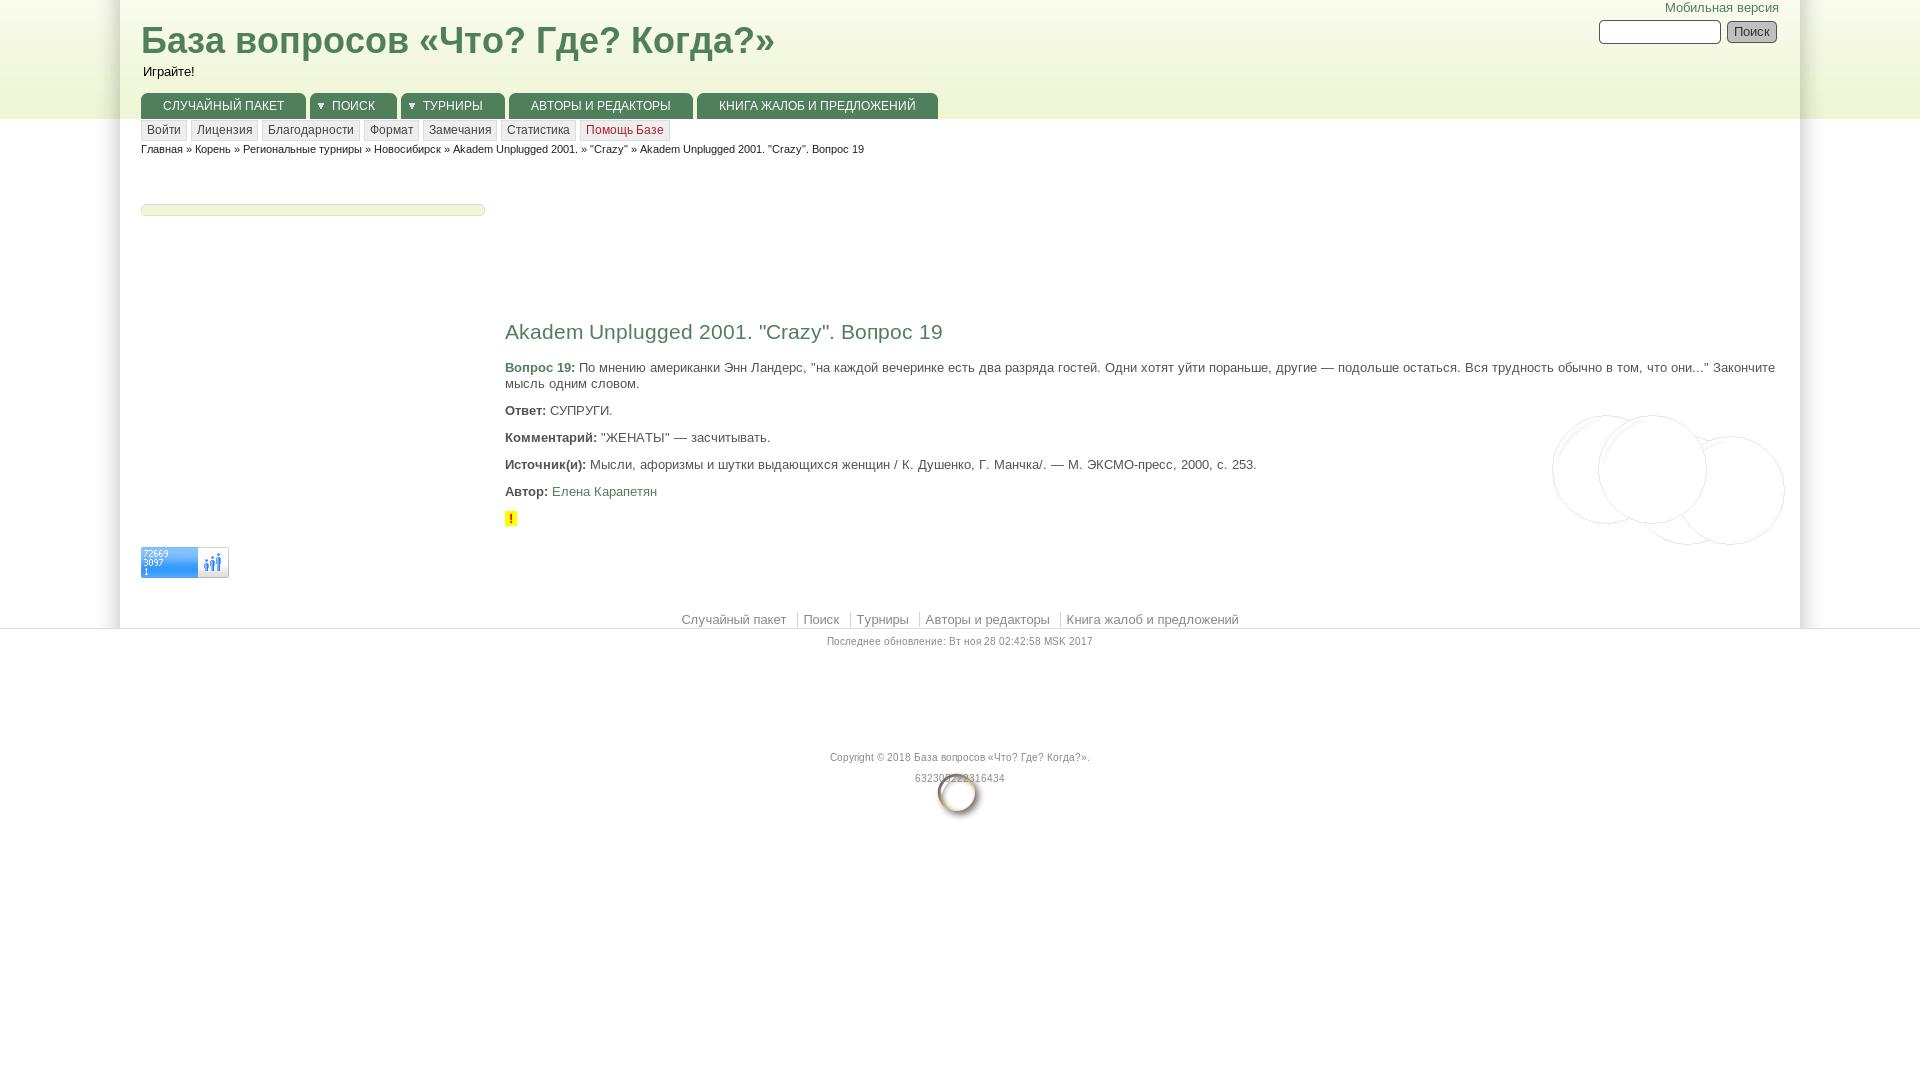 Мобильная версия
База вопросов «Что? Где? Когда?»
Поиск
Играйте!
СЛУЧАЙНЫЙ ПАКЕТ ПОИСК ТУРНИРЫ АВТОРЫ И РЕДАКТОРЫ КНИГА ЖАЛОБ И ПРЕДЛОЖЕНИЙ
Войти Лицензия Благодарности Формат Замечания Статистика Помощь Базе
Главная » Корень » Региональные турниры » Новосибирск » Akadem Unplugged 2001. » "Crazy" » Akadem Unplugged 2001. "Crazy". Вопрос 19
Akadem Unplugged 2001. "Crazy". Вопрос 19
Вопрос 19: По мнению американки Энн Ландерс, "на каждой вечеринке есть два разряда гостей. Одни хотят уйти пораньше, другие — подольше остаться. Вся трудность обычно в том, что они..." Закончите
мысль одним словом.
Ответ: СУПРУГИ.
Комментарий: "ЖЕНАТЫ" — засчитывать.
Источник(и): Мысли, афоризмы и шутки выдающихся женщин / К. Душенко, Г. Манчка/. — М. ЭКСМО-пресс, 2000, с. 253.
Автор: Елена Карапетян
!
72669
3097
1
Случайный пакет Поиск Турниры Авторы и редакторы Книга жалоб и предложений
Последнее обновление: Вт ноя 28 02:42:58 MSK 2017
Copyright © 2018 База вопросов «Что? Где? Когда?».